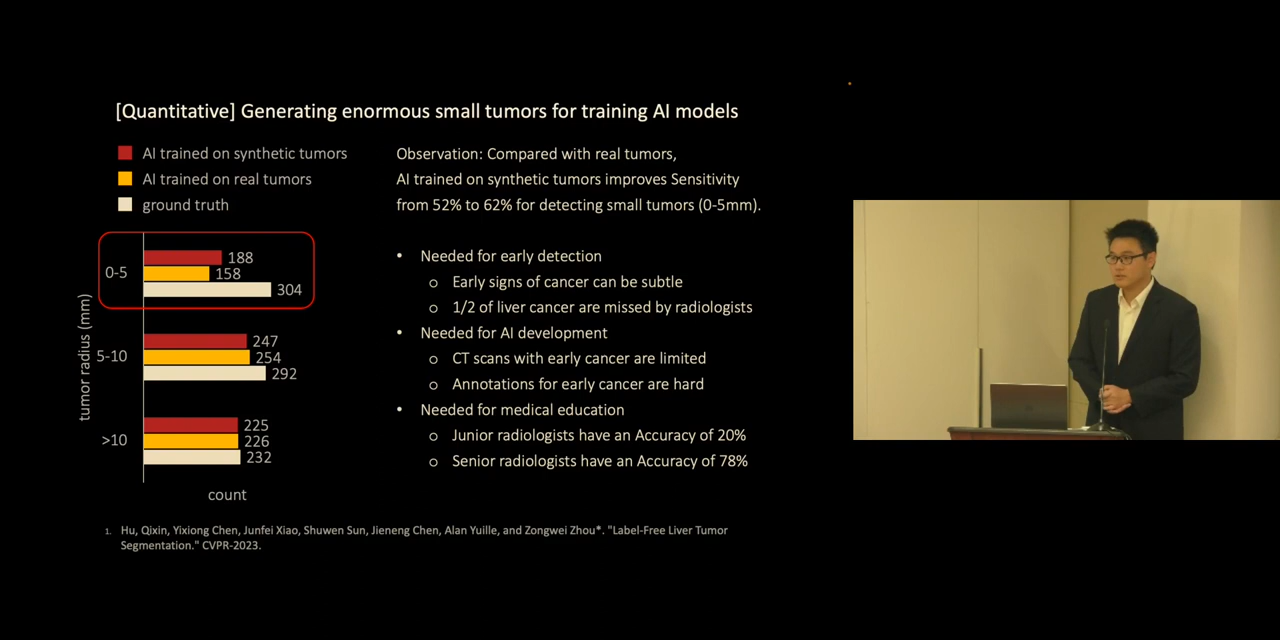 [Quantitative] Generating enormous small tumors for training AI models
AI trained on synthetic tumors
AI trained on real tumors
ground truth
tumor radius (mm)
0-5
188
158
304
5-10
247
254
292
>10
225
226
232
count
Observation: Compared with real tumors,
AI trained on synthetic tumors improves Sensitivity
from 52% to 62% for detecting small tumors (0-5mm).
• Needed for early detection
o Early signs of cancer can be subtle
o 1/2 of liver cancer are missed by radiologists
• Needed for AI development
o CT scans with early cancer are limited
o Annotations for early cancer are hard
• Needed for medical education
o Junior radiologists have an Accuracy of 20%
o Senior radiologists have an Accuracy of 78%
1. Hu, Qixin, Yixiong Chen, Junfei Xiao, Shuwen Sun, Jieneng Chen, Alan Yuille, and Zongwei Zhou*. "Label-Free Liver Tumor
Segmentation." CVPR-2023.